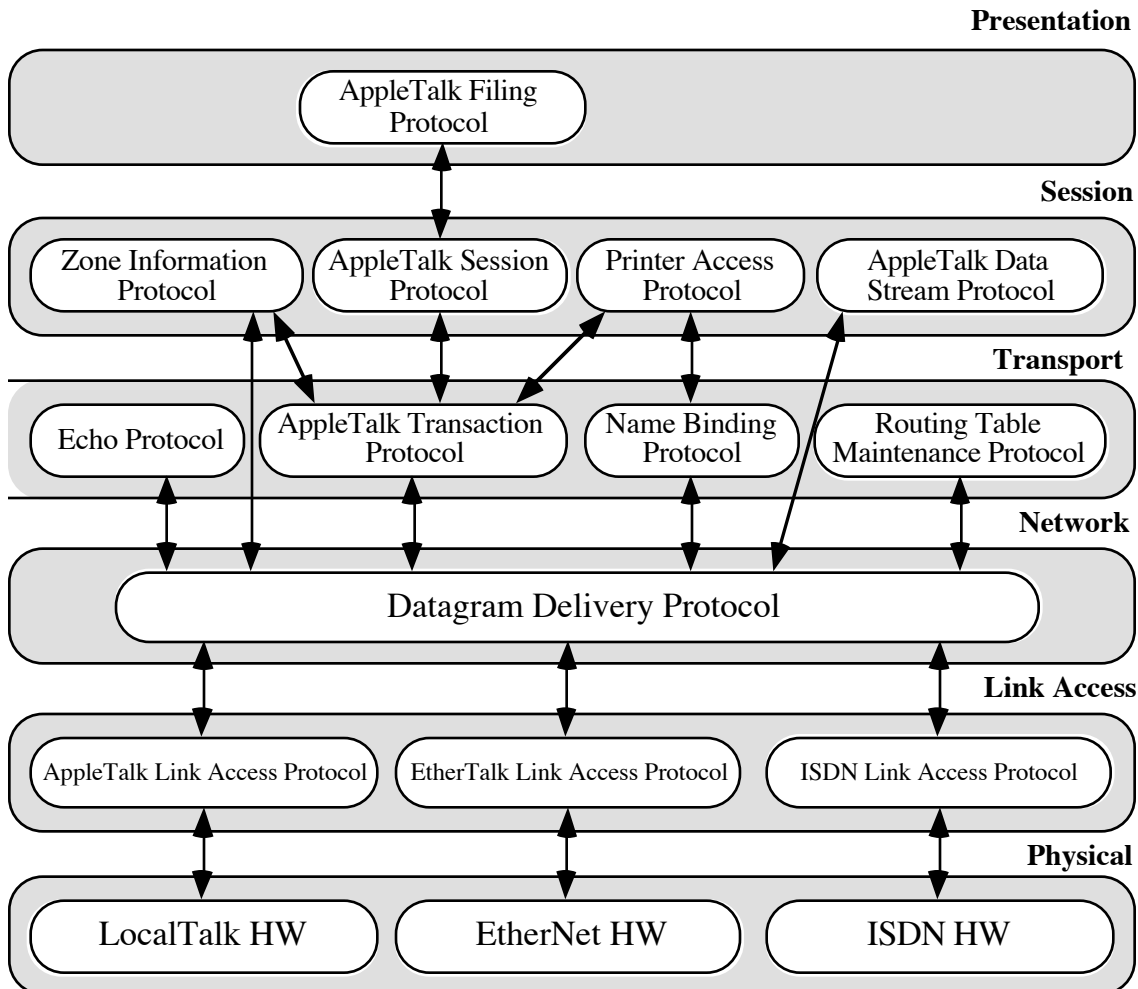 Presentation
AppleTalk Filing
Protocol
Session
Zone Information
Protocol
AppleTalk Session
Protocol
Printer Access
Protocol
AppleTalk Data
Stream Protocol
Transport
Echo Protocol
AppleTalk Transaction
Protocol
Name Binding
Protocol
Routing Table
Maintenance Protocol
Network
Datagram Delivery Protocol
Link Access
AppleTalk Link Access Protocol
EtherTalk Link Access Protocol
ISDN Link Access Protocol
Physical
LocalTalk HW
EtherNet HW
ISDN HW